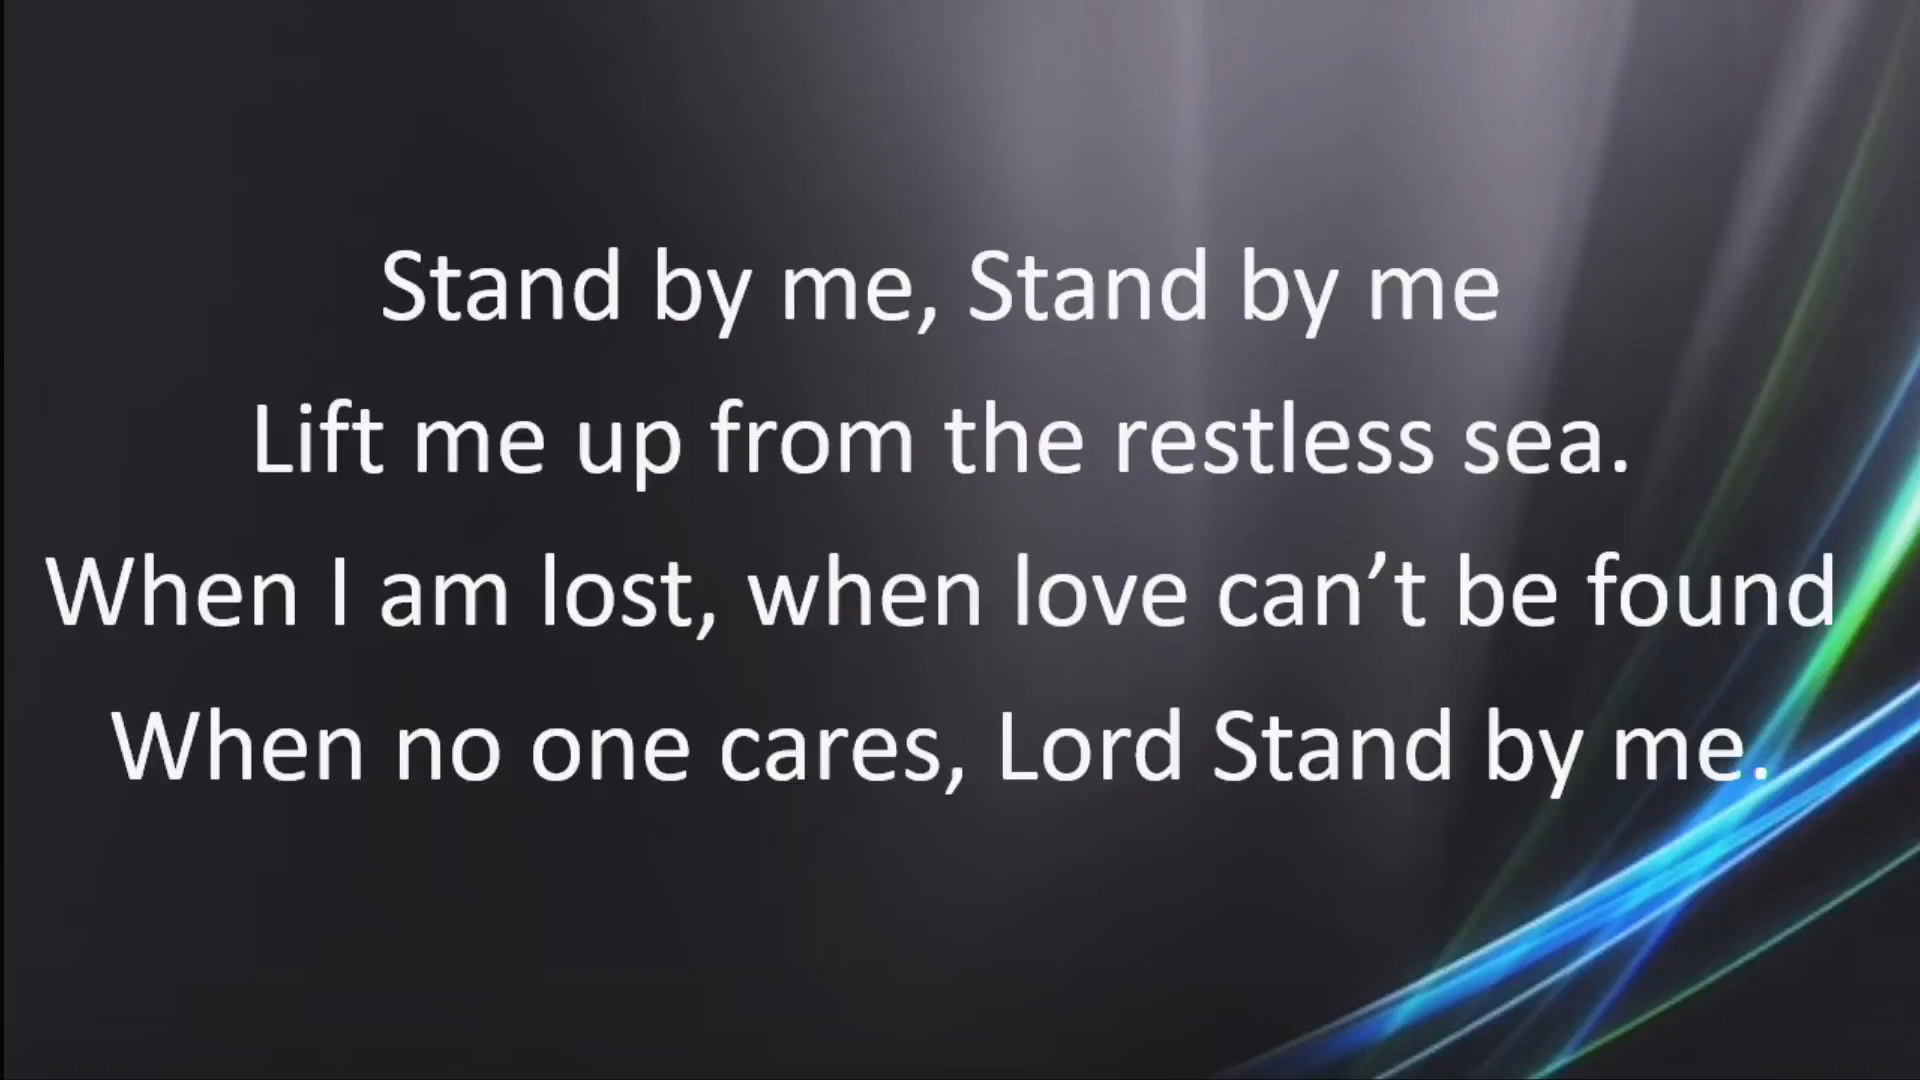 Stand by me, Stand by me
Lift me up from the restless sea.
When I am lost, when love can’t be found
When no one cares, Lord Stand by me.